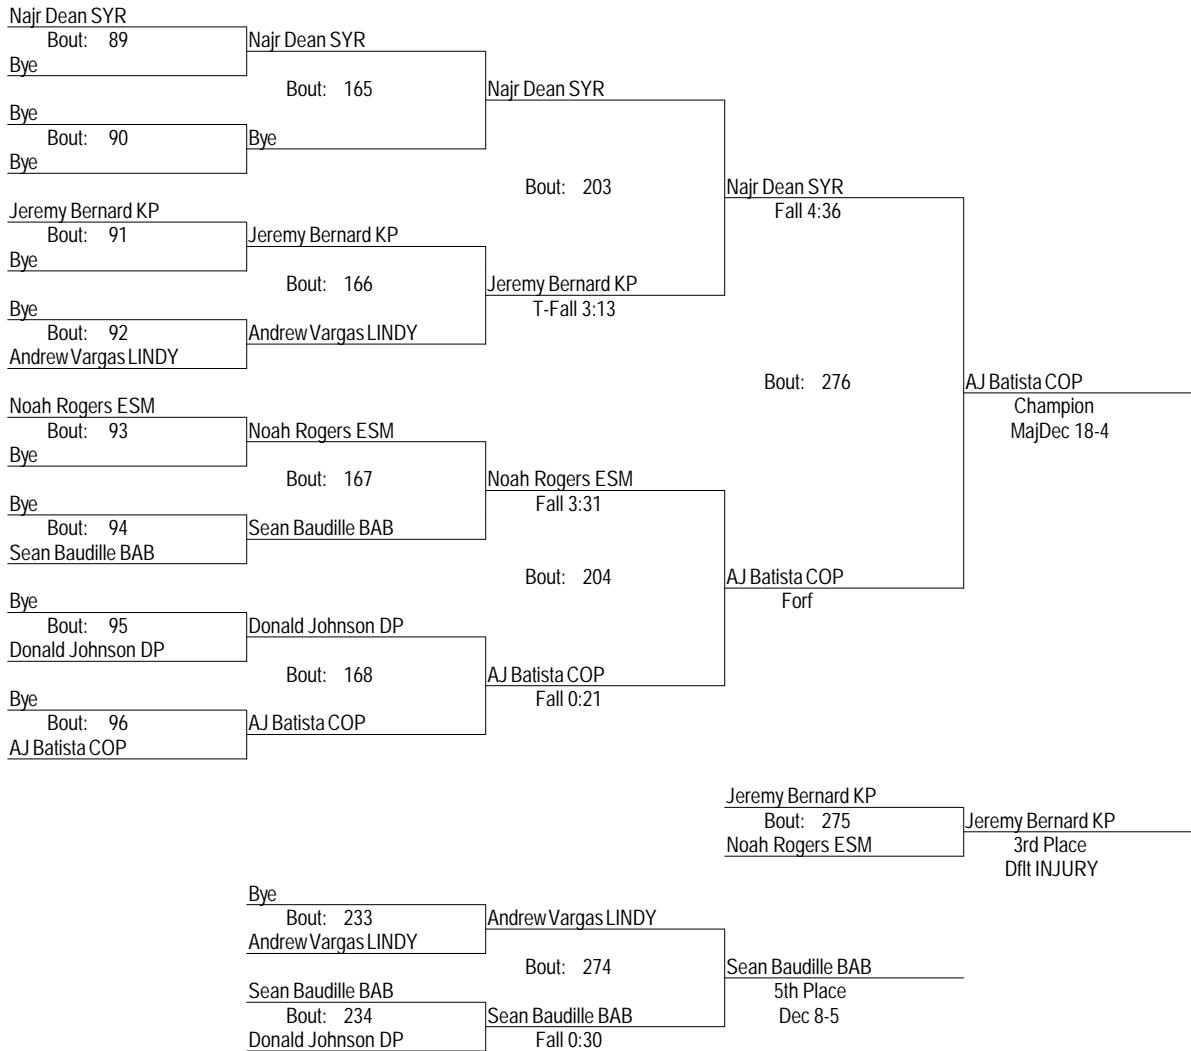 Najr Dean SYR
Bout: 89
Bye
Bye
Bout: 90
Bye
Jeremy Bernard KP
Bout: 91
Bye
Bye
Bout: 92
Andrew Vargas LINDY
Noah Rogers ESM
Bout: 93
Bye
Bye
Bout: 94
Sean Baudille BAB
Bye
Bout: 95
Donald Johnson DP
Bye
Bout: 96
AJ Batista COP
Najr Dean SYR
Bout: 165
Bye
Jeremy Bernard KP
Bout: 166
Andrew Vargas LINDY
Noah Rogers ESM
Bout: 167
Sean Baudille BAB
Donald Johnson DP
Bout: 168
AJ Batista COP
Najr Dean SYR
Bout: 203
Jeremy Bernard KP
T-Fall 3:13
Noah Rogers ESM
Fall 3:31
Bout: 204
AJ Batista COP
Fall 0:21
Najr Dean SYR
Fall 4:36
Bout: 276
AJ Batista COP
Forf
AJ Batista COP
Champion
MajDec 18-4
Jeremy Bernard KP
Bout: 275
Noah Rogers ESM
Jeremy Bernard KP
3rd Place
Dflt INJURY
Bye
Bout: 233
Andrew Vargas LINDY
Sean Baudille BAB
Bout: 234
Donald Johnson DP
Andrew Vargas LINDY
Bout: 274
Sean Baudille BAB
Fall 0:30
Sean Baudille BAB
5th Place
Dec 8-5